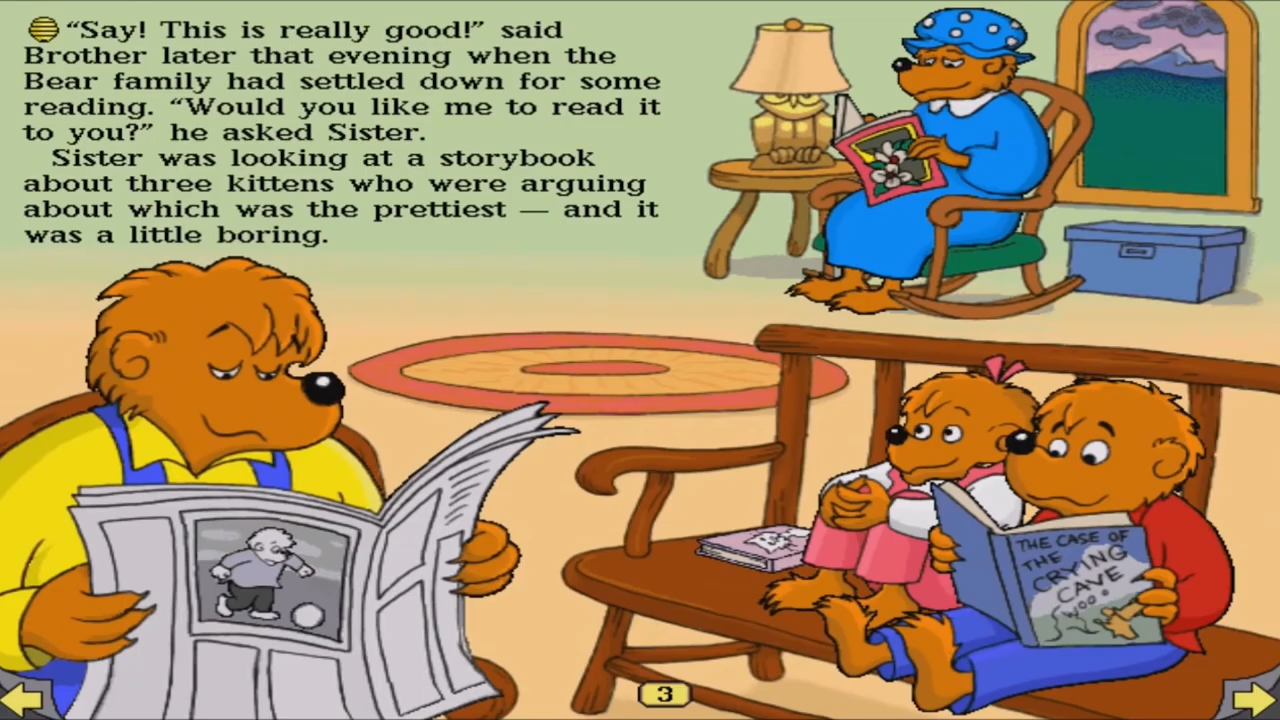 “Say! This is really good!” said
Brother later that evening when the
Bear family had settled down for some
reading. “Would you like me to read it
to you?” he asked Sister.
Sister was looking at a storybook
about three kittens who were arguing
about which was the prettiest — and it
was a little boring.
THE CASE OF
THE
CRYING
CAVE
WOOO
3